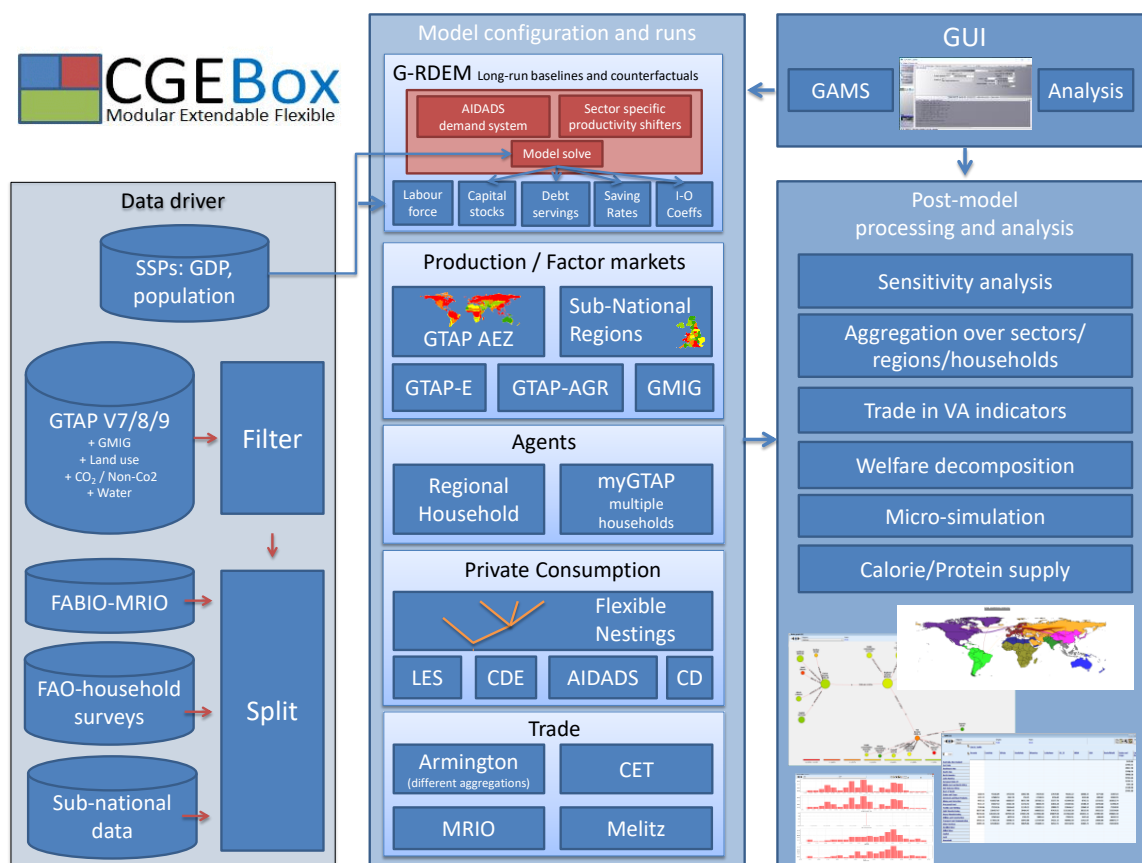 CGEBox
Modular Extendable Flexible
Data driver
SSPs: GDP,
population
GTAP V7/8/9
+ GMIG
+ Land use
+ CO₂ / Non-Co2
+ Water
Filter
FABIO-MRIO
FAO-household
surveys
Sub-national
data
Split
Model configuration and runs
G-RDEM Long-run baselines and counterfactuals
AIDADS
demand system
Sector specific
productivity shifters
Model solve
Labour
force
Capital
stocks
Debt
servings
Saving
Rates
I-O
Coeffs
Production / Factor markets
GTAP AEZ
Sub-National
Regions
GTAP-E
GTAP-AGR
GMIG
Agents
Regional
Household
myGTAP
multiple
households
Private Consumption
Flexible
Nestings
LES
CDE
AIDADS
CD
Trade
Armington
(different aggregations)
CET
MRIO
Melitz
GUI
GAMS
Analysis
Post-model
processing and analysis
Sensitivity analysis
Aggregation over sectors/
regions/households
Trade in VA indicators
Welfare decomposition
Micro-simulation
Calorie/Protein supply